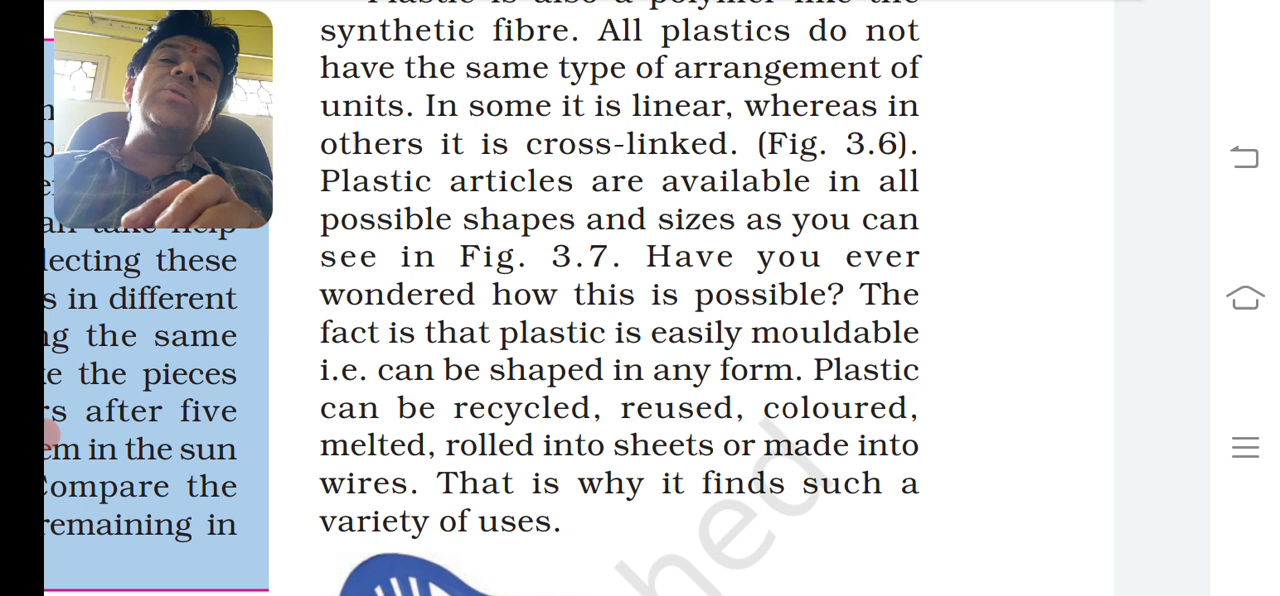 synthetic fibre. All plastics do not
have the same type of arrangement of
units. In some it is linear, whereas in
others it is cross-linked. (Fig. 3.6).
Plastic articles are available in all
possible shapes and sizes as you can
see in Fig. 3.7. Have you ever
wondered how this is possible? The
fact is that plastic is easily mouldable
i.e. can be shaped in any form. Plastic
can be recycled, reused, coloured,
melted, rolled into sheets or made into
wires. That is why it finds such a
variety of uses.
these
in different
the same
the pieces
after five
in the sun
the
remaining in